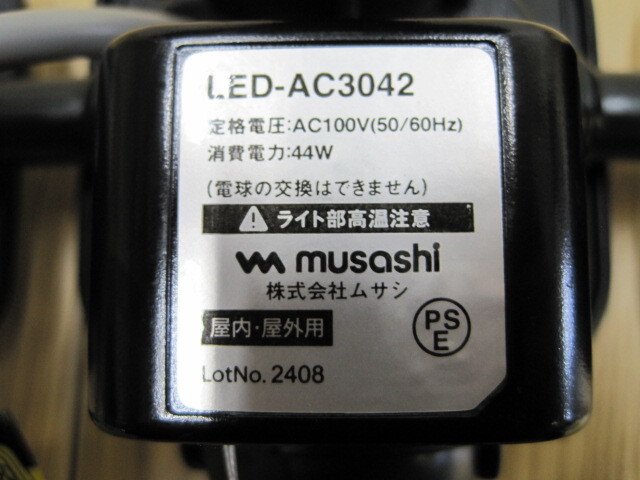 LED-AC3042
定格電圧:AC100V(50/60Hz)
消費電力:44W
(電球の交換はできません)
ライト部高温注意
musashi
株式会社ムサシ
屋内・屋外用
PS
E
LotNo. 2408